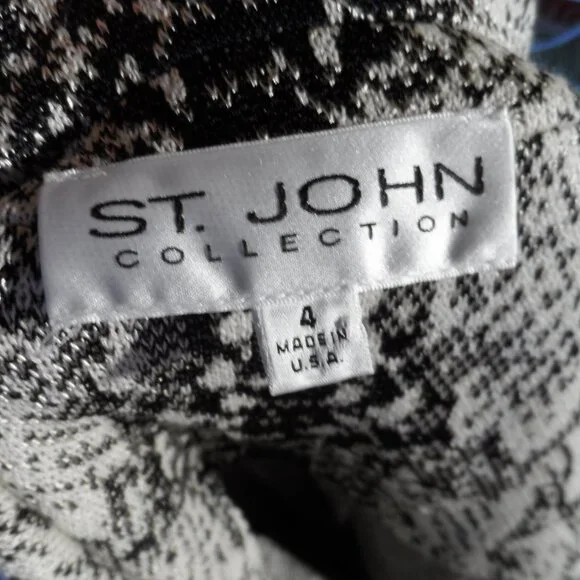 ST. JOHN
COLLECTION
4
MADE IN
U.S.A.